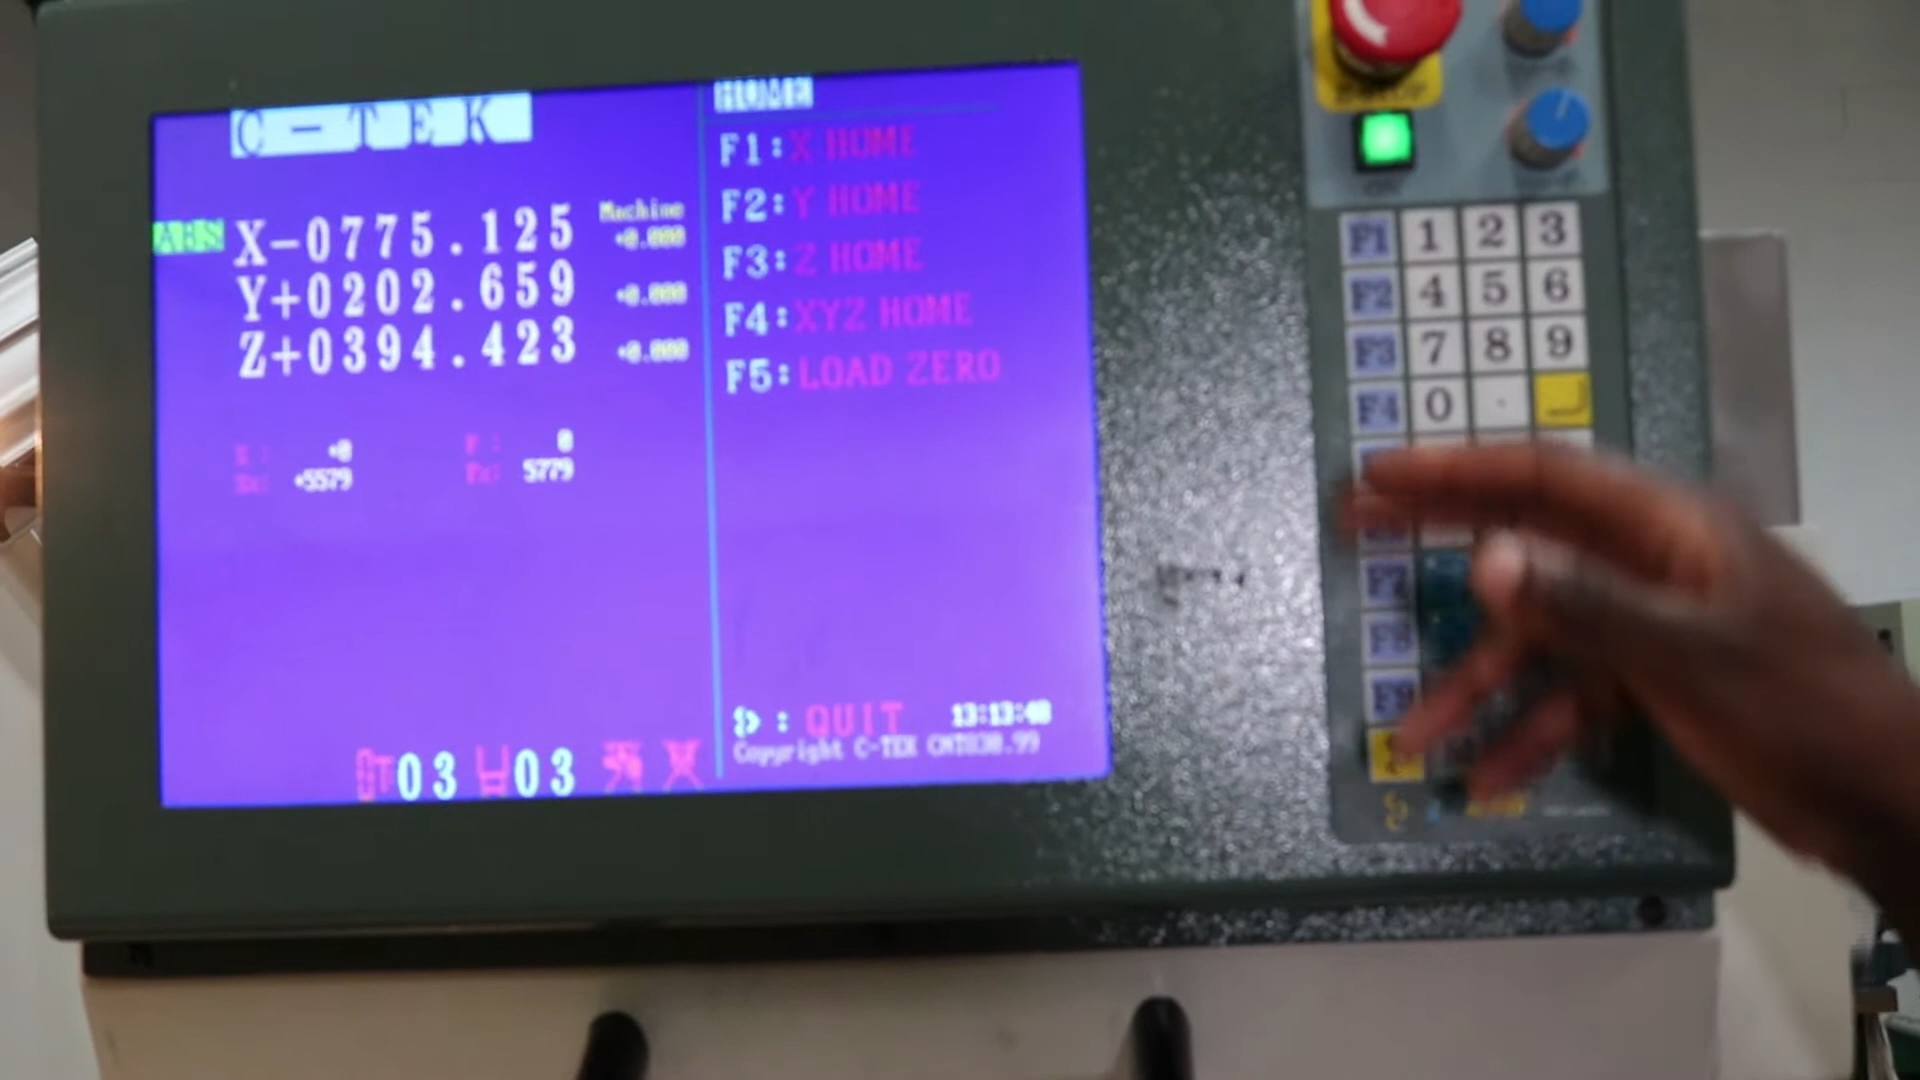 C-TEK
HOME
F1:X HOME
F2:Y HOME
F3:Z HOME
F4:XYZ HOME
F5:LOAD ZERO
Machine
ABS X-0775.125 +0.000
Y+0202.659 +0.000
Z+0394.423 +0.000
+0 F: 0
+5579 5779
: QUIT 13:13:48
Copyright C-TEK
T03 03
F1 1 2 3
F2 4 5 6
F3 7 8 9
F4 0 .
F7
F8
F9